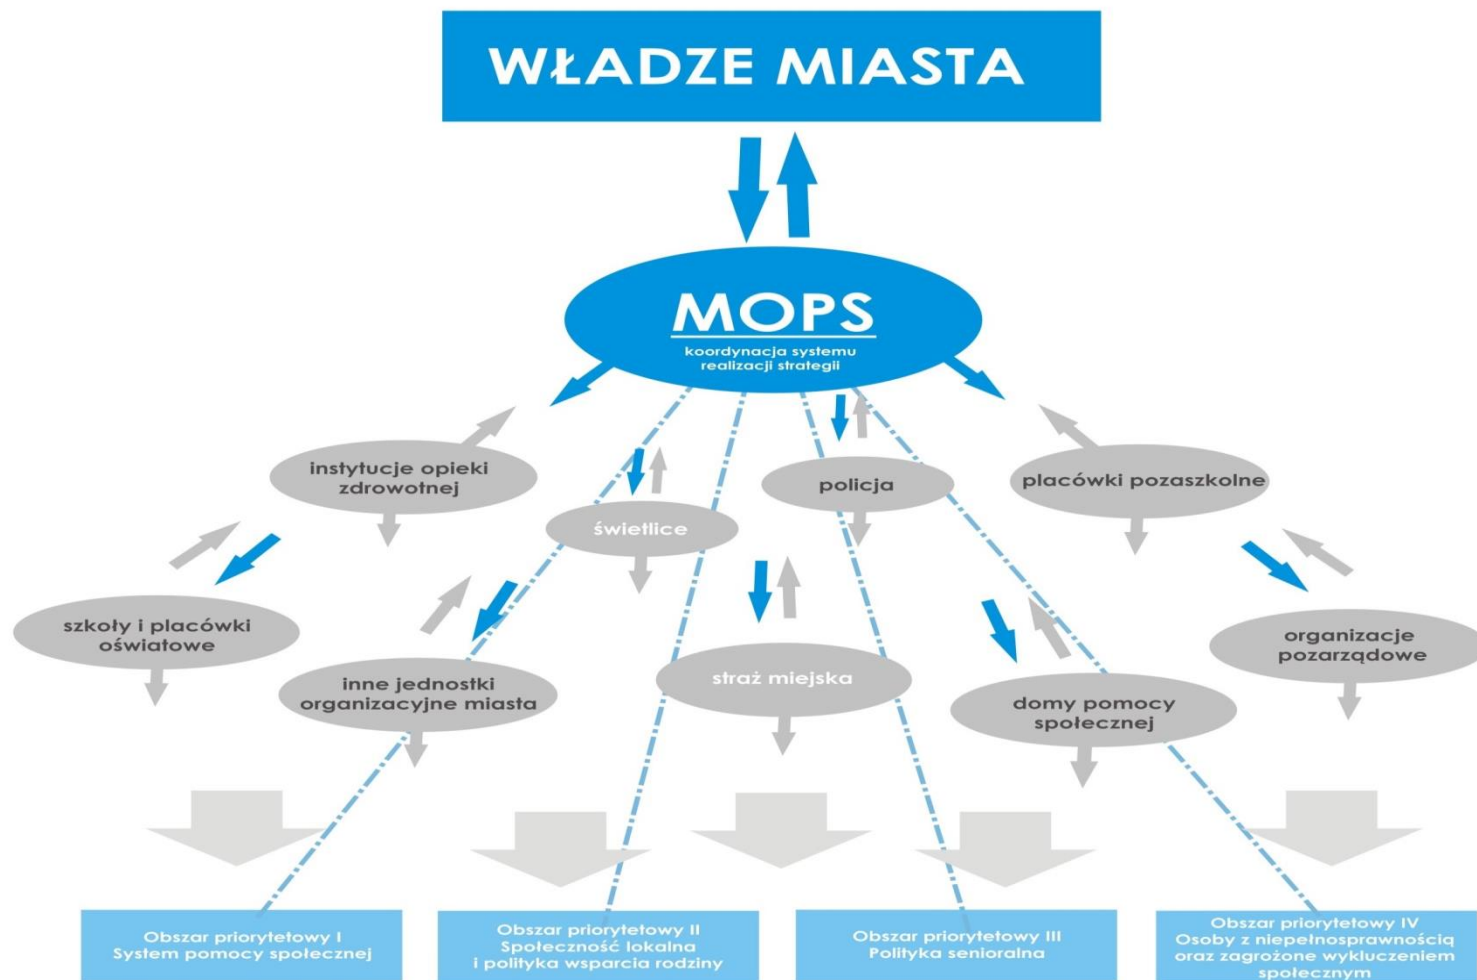 WŁADZE MIASTA
MOPS
koordynacja systemu
realizacji strategii
instytucje opieki
zdrowotnej
świetlice
policja
placówki pozaszkolne
szkoły i placówki
oświatowe
inne jednostki
organizacyjne miasta
straż miejska
domy pomocy
społecznej
organizacje
pozarządowe
Obszar priorytetowy I
System pomocy społecznej
Obszar priorytetowy II
Społeczność lokalna
i polityka wsparcia rodziny
Obszar priorytetowy III
Polityka senioralna
Obszar priorytetowy IV
Osoby z niepełnosprawnością
oraz zagrożone wykluczeniem
społecznym